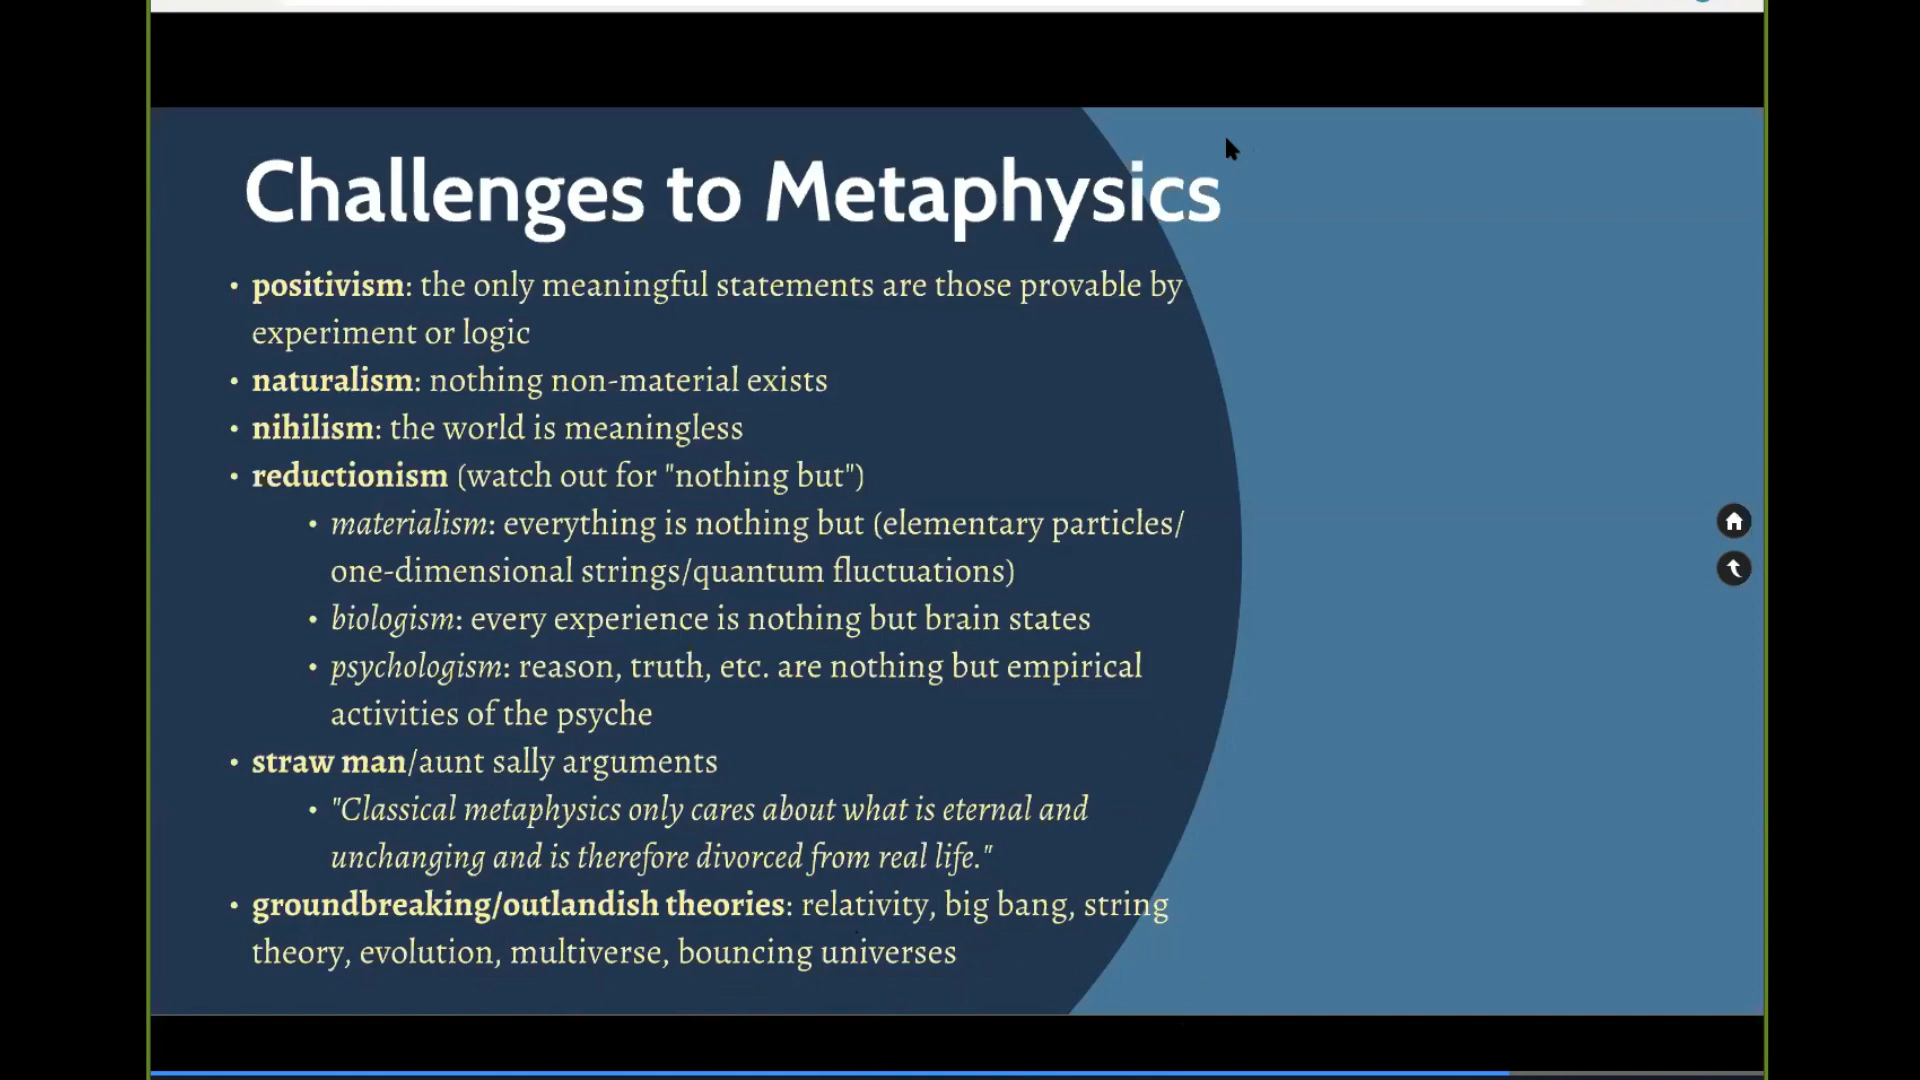 Challenges to Metaphysics
• positivism: the only meaningful statements are those provable by
experiment or logic
• naturalism: nothing non-material exists
• nihilism: the world is meaningless
• reductionism (watch out for "nothing but")
• materialism: everything is nothing but (elementary particles/
one-dimensional strings/quantum fluctuations)
• biologism: every experience is nothing but brain states
• psychologism: reason, truth, etc. are nothing but empirical
activities of the psyche
• straw man/aunt sally arguments
• "Classical metaphysics only cares about what is eternal and
unchanging and is therefore divorced from real life."
• groundbreaking/outlandish theories: relativity, big bang, string
theory, evolution, multiverse, bouncing universes